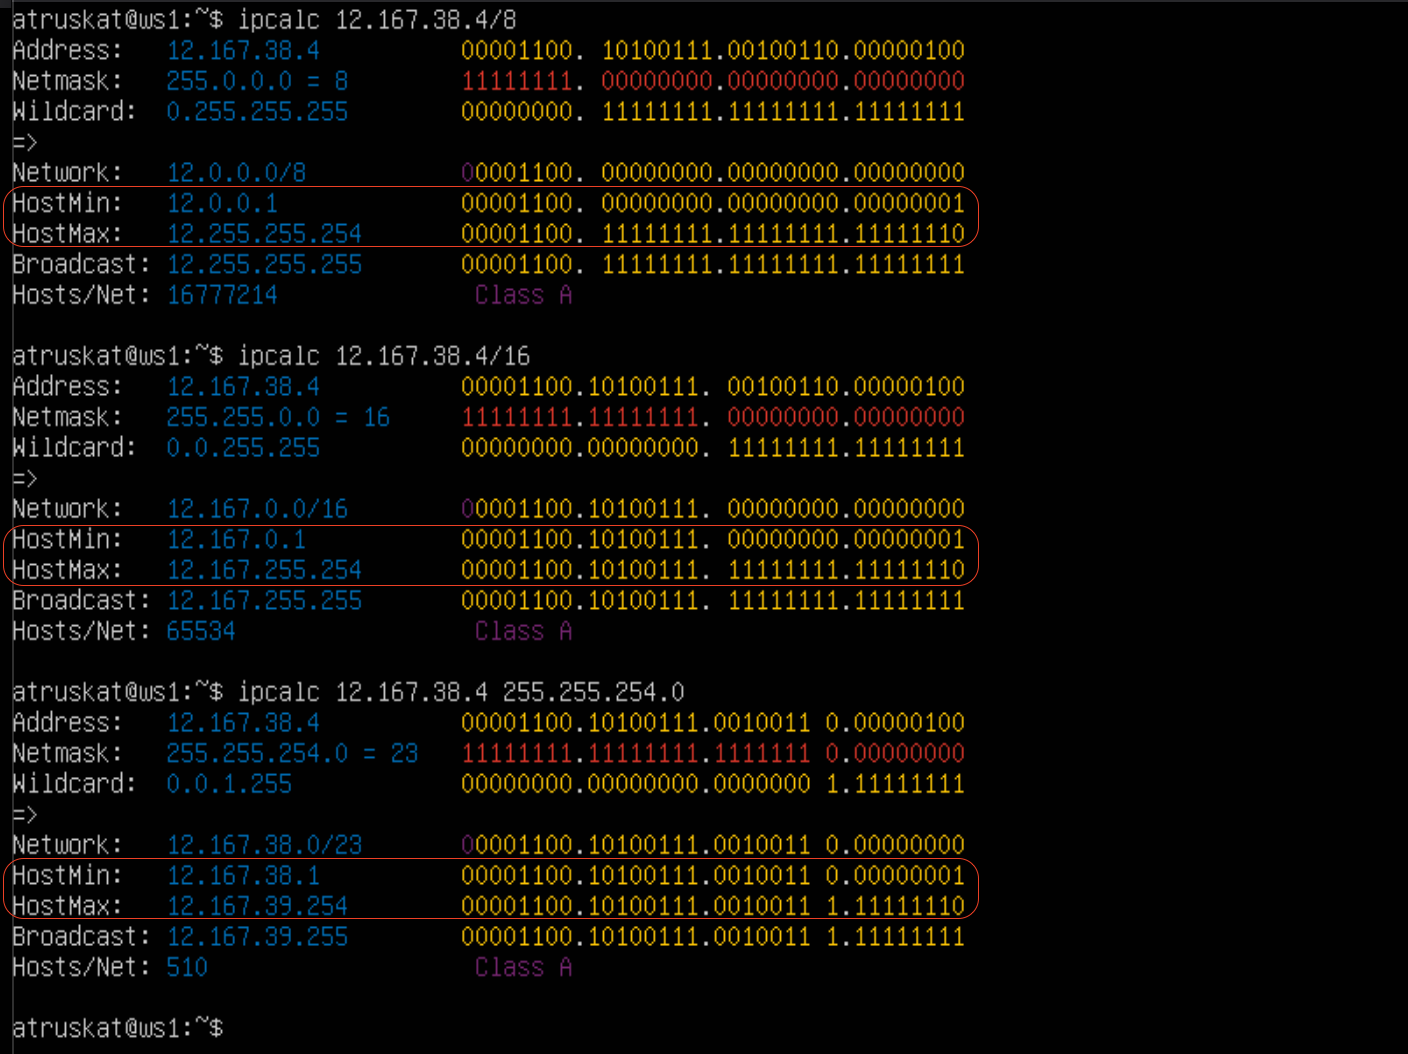 atruskat@ws1:~$ ipcalc 12.167.38.4/8
Address:   12.167.38.4          00001100. 10100111.00100110.00000100
Netmask:   255.0.0.0 = 8        11111111. 00000000.00000000.00000000
Wildcard:  0.255.255.255        00000000. 11111111.11111111.11111111
=>
Network:   12.0.0.0/8           00001100. 00000000.00000000.00000000
HostMin:   12.0.0.1             00001100. 00000000.00000000.00000001
HostMax:   12.255.255.254       00001100. 11111111.11111111.11111110
Broadcast: 12.255.255.255       00001100. 11111111.11111111.11111111
Hosts/Net: 16777214              Class A

atruskat@ws1:~$ ipcalc 12.167.38.4/16
Address:   12.167.38.4          00001100.10100111. 00100110.00000100
Netmask:   255.255.0.0 = 16     11111111.11111111. 00000000.00000000
Wildcard:  0.0.255.255          00000000.00000000. 11111111.11111111
=>
Network:   12.167.0.0/16        00001100.10100111. 00000000.00000000
HostMin:   12.167.0.1           00001100.10100111. 00000000.00000001
HostMax:   12.167.255.254       00001100.10100111. 11111111.11111110
Broadcast: 12.167.255.255       00001100.10100111. 11111111.11111111
Hosts/Net: 65534                 Class A

atruskat@ws1:~$ ipcalc 12.167.38.4 255.255.254.0
Address:   12.167.38.4          00001100.10100111.0010011 0.00000100
Netmask:   255.255.254.0 = 23   11111111.11111111.1111111 0.00000000
Wildcard:  0.0.1.255            00000000.00000000.0000000 1.11111111
=>
Network:   12.167.38.0/23       00001100.10100111.0010011 0.00000000
HostMin:   12.167.38.1          00001100.10100111.0010011 0.00000001
HostMax:   12.167.39.254        00001100.10100111.0010011 1.11111110
Broadcast: 12.167.39.255        00001100.10100111.0010011 1.11111111
Hosts/Net: 510                   Class A

atruskat@ws1:~$